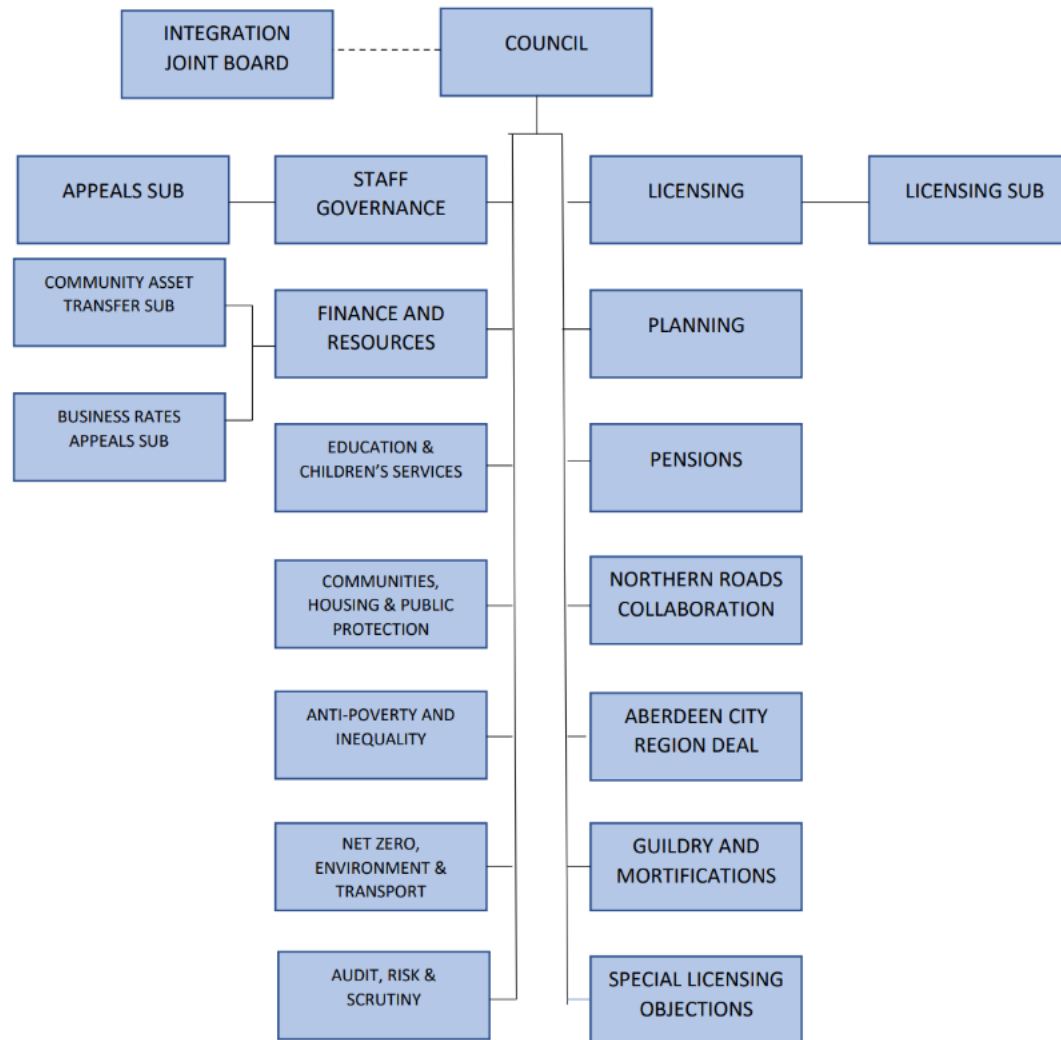 INTEGRATION
JOINT BOARD
COUNCIL
APPEALS SUB
STAFF
GOVERNANCE
LICENSING
LICENSING SUB
COMMUNITY ASSET
TRANSFER SUB
FINANCE AND
RESOURCES
PLANNING
BUSINESS RATES
APPEALS SUB
EDUCATION &
CHILDREN’S SERVICES
PENSIONS
COMMUNITIES,
HOUSING & PUBLIC
PROTECTION
NORTHERN ROADS
COLLABORATION
ANTI-POVERTY AND
INEQUALITY
ABERDEEN CITY
REGION DEAL
NET ZERO,
ENVIRONMENT &
TRANSPORT
GUILDRY AND
MORTIFICATIONS
AUDIT, RISK &
SCRUTINY
SPECIAL LICENSING
OBJECTIONS